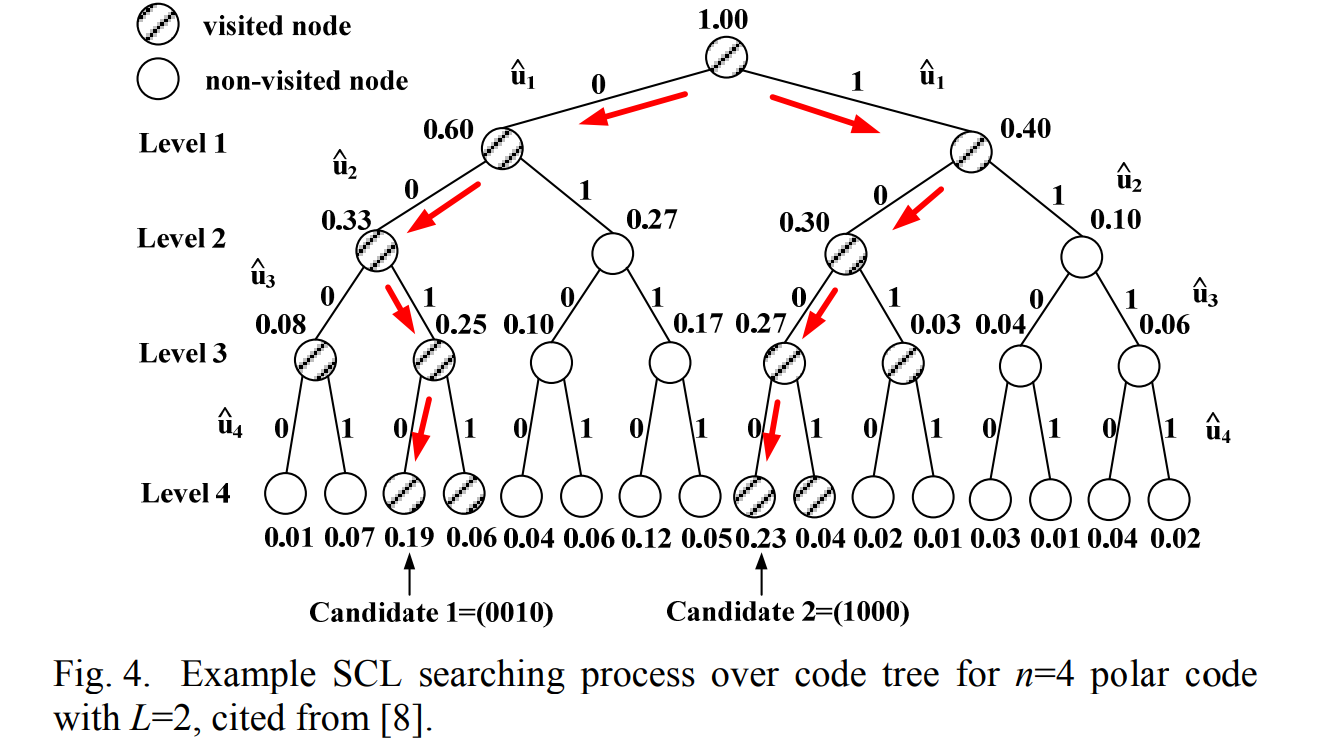 visited node
1.00
non-visited node
û1 0 1 û1
Level 1 0.60 0.40
û2 0 1 0 1 û2
Level 2 0.33 0.27 0.30 0.10
û3 0 1 0 1 0 1 0 1 û3
0.08 0.25 0.10 0.17 0.27 0.03 0.04 0.06
Level 3
û4 0 1 0 1 0 1 0 1 0 1 0 1 0 1 0 1 û4
Level 4
0.01 0.07 0.19 0.06 0.04 0.06 0.12 0.05 0.23 0.04 0.02 0.01 0.03 0.01 0.04 0.02
Candidate 1=(0010) Candidate 2=(1000)
Fig. 4. Example SCL searching process over code tree for n=4 polar code
with L=2, cited from [8].